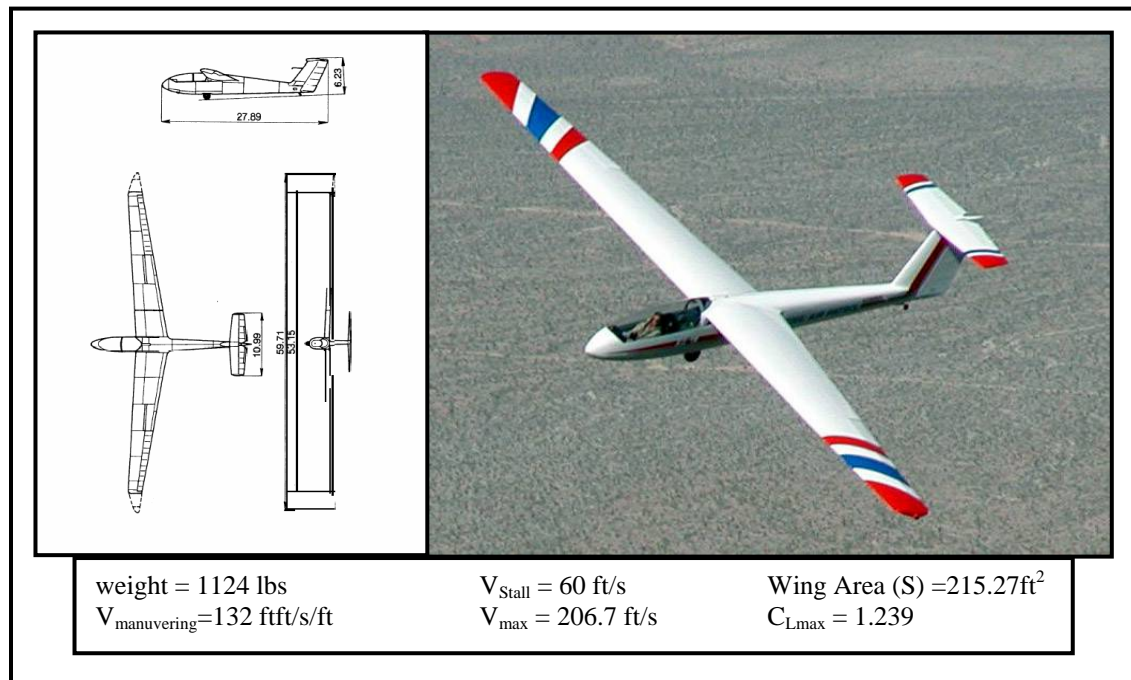 6.23
27.89
10.99
59.71
53.15
weight = 1124 lbs V_Stall = 60 ft/s Wing Area (S) =215.27ft²
V_manuvering=132 ftft/s/ft V_max = 206.7 ft/s C_Lmax = 1.239